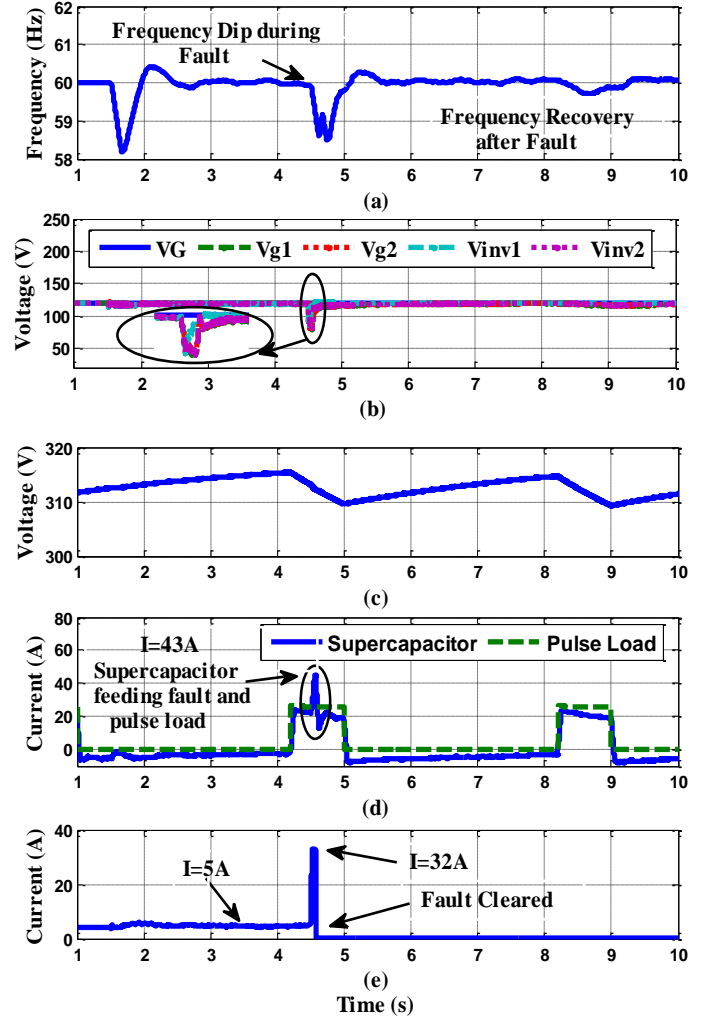 62
61
60
59
58
Frequency (Hz)
Frequency Dip during
Fault
Frequency Recovery
after Fault
1 2 3 4 5 6 7 8 9 10
(a)
250
200
150
100
50
Voltage (V)
VG Vg1 Vg2 Vinv1 Vinv2
1 2 3 4 5 6 7 8 9 10
(b)
320
310
300
Voltage (V)
1 2 3 4 5 6 7 8 9 10
(c)
80
60
40
20
0
Current (A)
I=43A
Supercapacitor
feeding fault and
pulse load
Supercapacitor Pulse Load
1 2 3 4 5 6 7 8 9 10
(d)
40
20
0
Current (A)
I=5A
I=32A
Fault Cleared
1 2 3 4 5 6 7 8 9 10
(e)
Time (s)